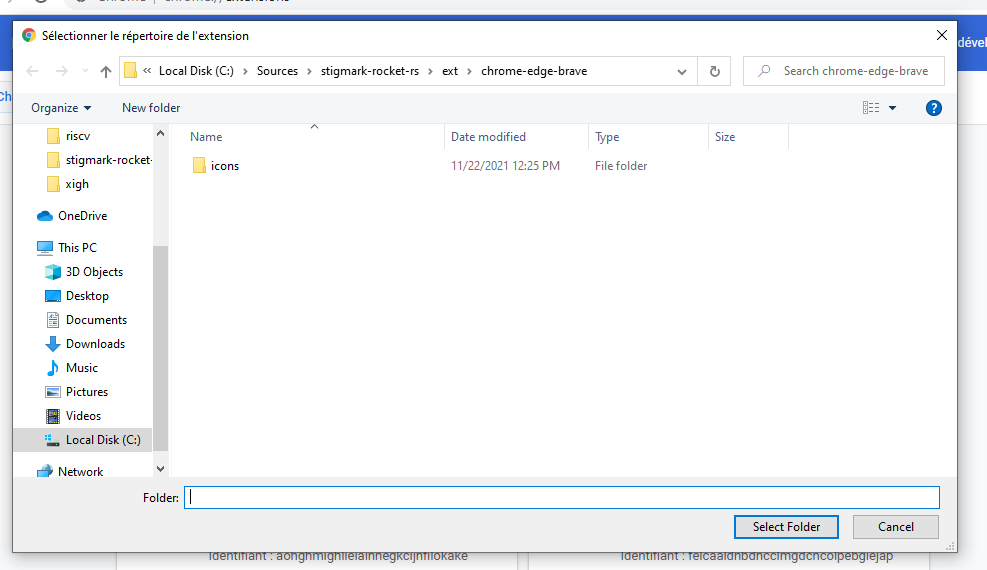 Sélectionner le répertoire de l'extension
« Local Disk (C:) › Sources › stigmark-rocket-rs › ext › chrome-edge-brave
Search chrome-edge-brave
dével
Ch
Organize
New folder
Name
Date modified
Type
Size
riscv
stigmark-rocket-
xigh
OneDrive
This PC
3D Objects
Desktop
Documents
Downloads
Music
Pictures
Videos
Local Disk (C:)
Network
icons
11/22/2021 12:25 PM
File folder
Folder:
Select Folder
Cancel
Identifiant :
Identifiant :